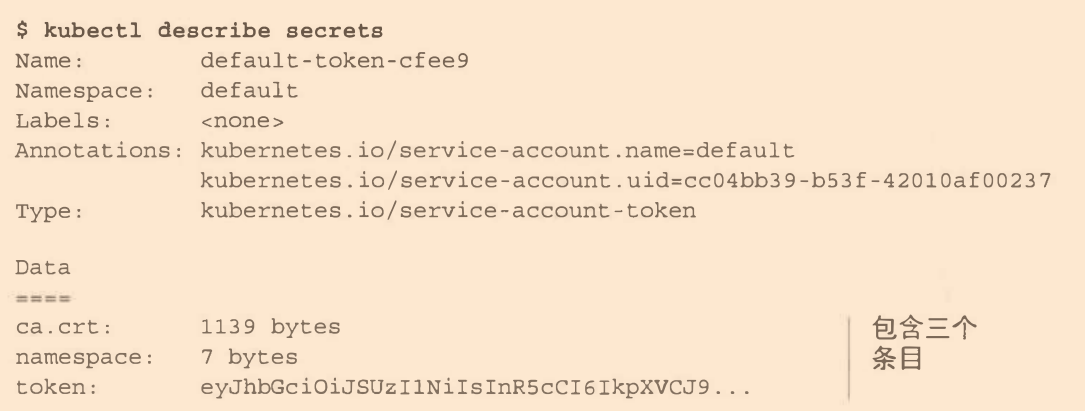 $ kubectl describe secrets
Name: default-token-cfee9
Namespace: default
Labels: <none>
Annotations: kubernetes.io/service-account.name=default
kubernetes.io/service-account.uid=cc04bb39-b53f-42010af00237
Type: kubernetes.io/service-account-token
Data
====
ca.crt: 1139 bytes
namespace: 7 bytes
token: eyJhbGciOiJSUzI1NiIsInR5cCI6IkpXVCJ9...
包含三个
条目